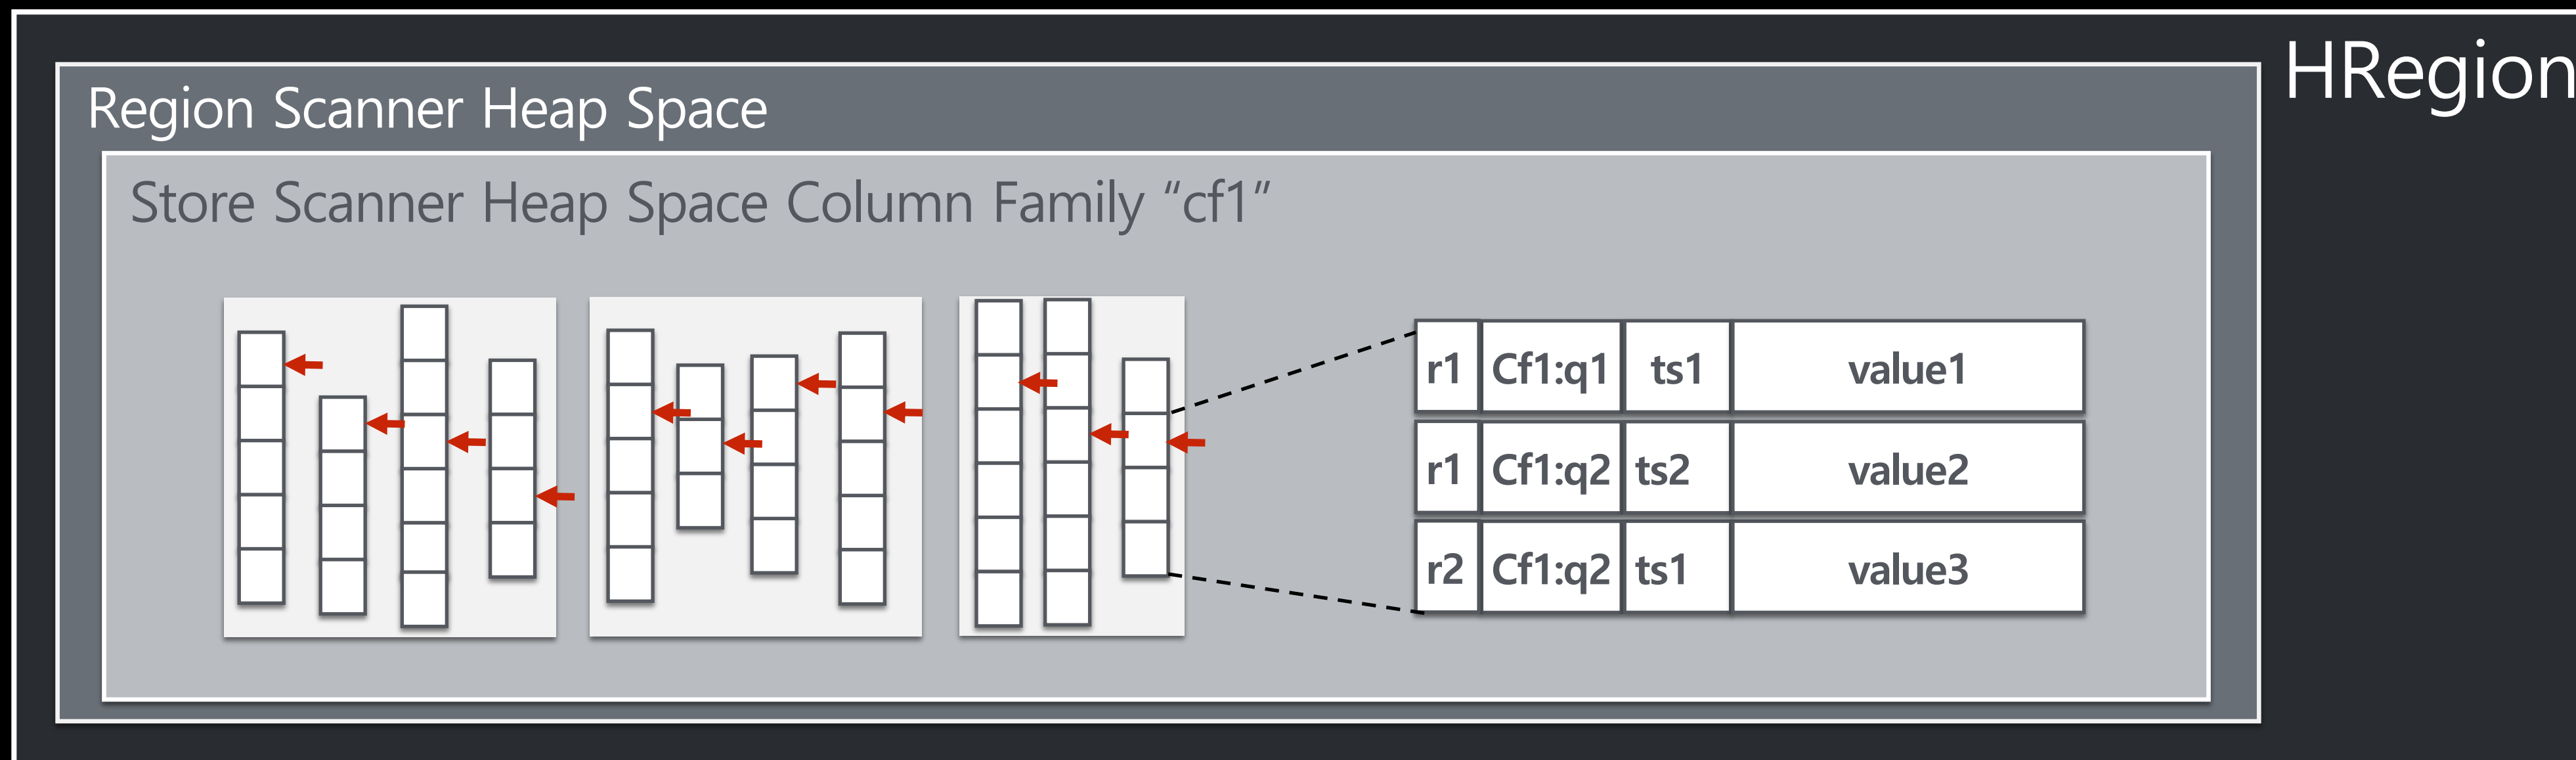 HRegion
Region Scanner Heap Space
Store Scanner Heap Space Column Family “cf1”
r1 Cf1:q1 ts1 value1
r1 Cf1:q2 ts2 value2
r2 Cf1:q2 ts1 value3